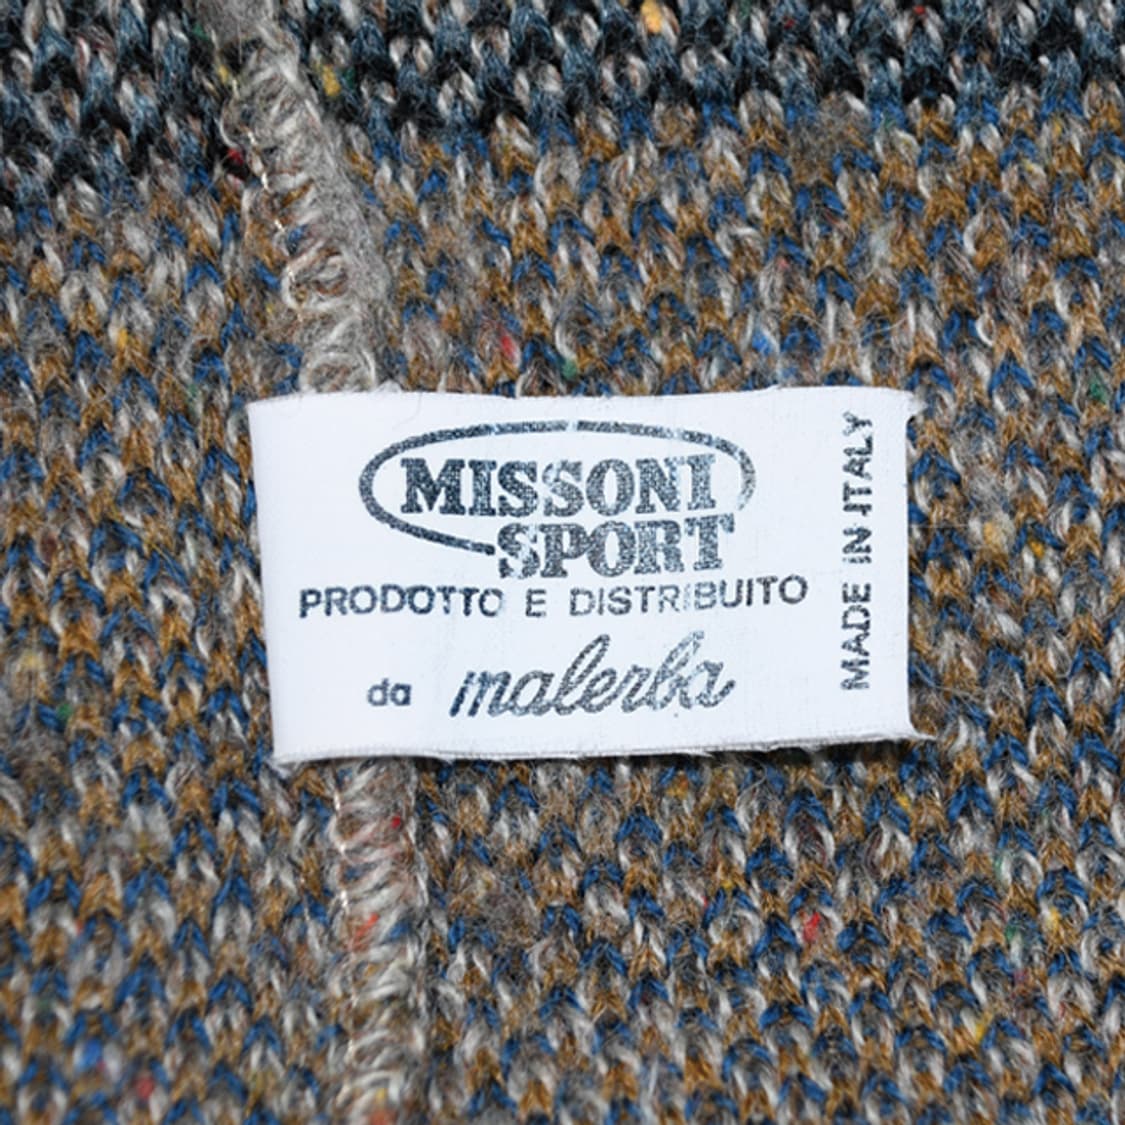 MISSONI
SPORT
PRODOTTO E DISTRIBUITO
da malerba
MADE IN ITALY